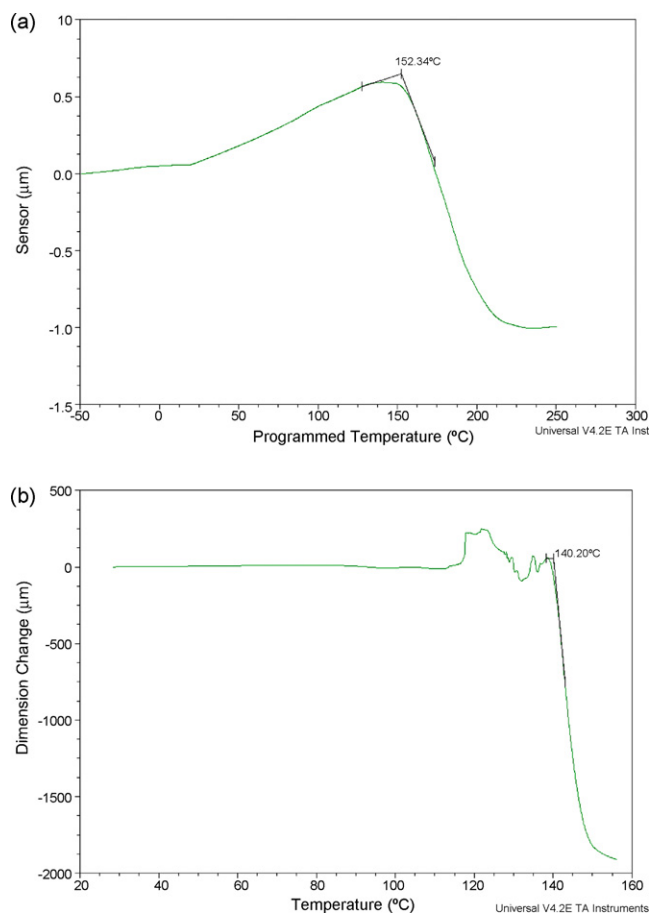 (a)
10
0.5
0.0
-0.5
-1.0
-1.5
Sensor (μm)
152.34ºC
-50
0
50
100
150
200
250
300
Programmed Temperature (ºC)
Universal V4.2E TA Inst
(b)
500
0
-500
-1000
-1500
-2000
Dimension Change (μm)
140.20ºC
20
40
60
80
100
120
140
160
Temperature (ºC)
Universal V4.2E TA Instruments